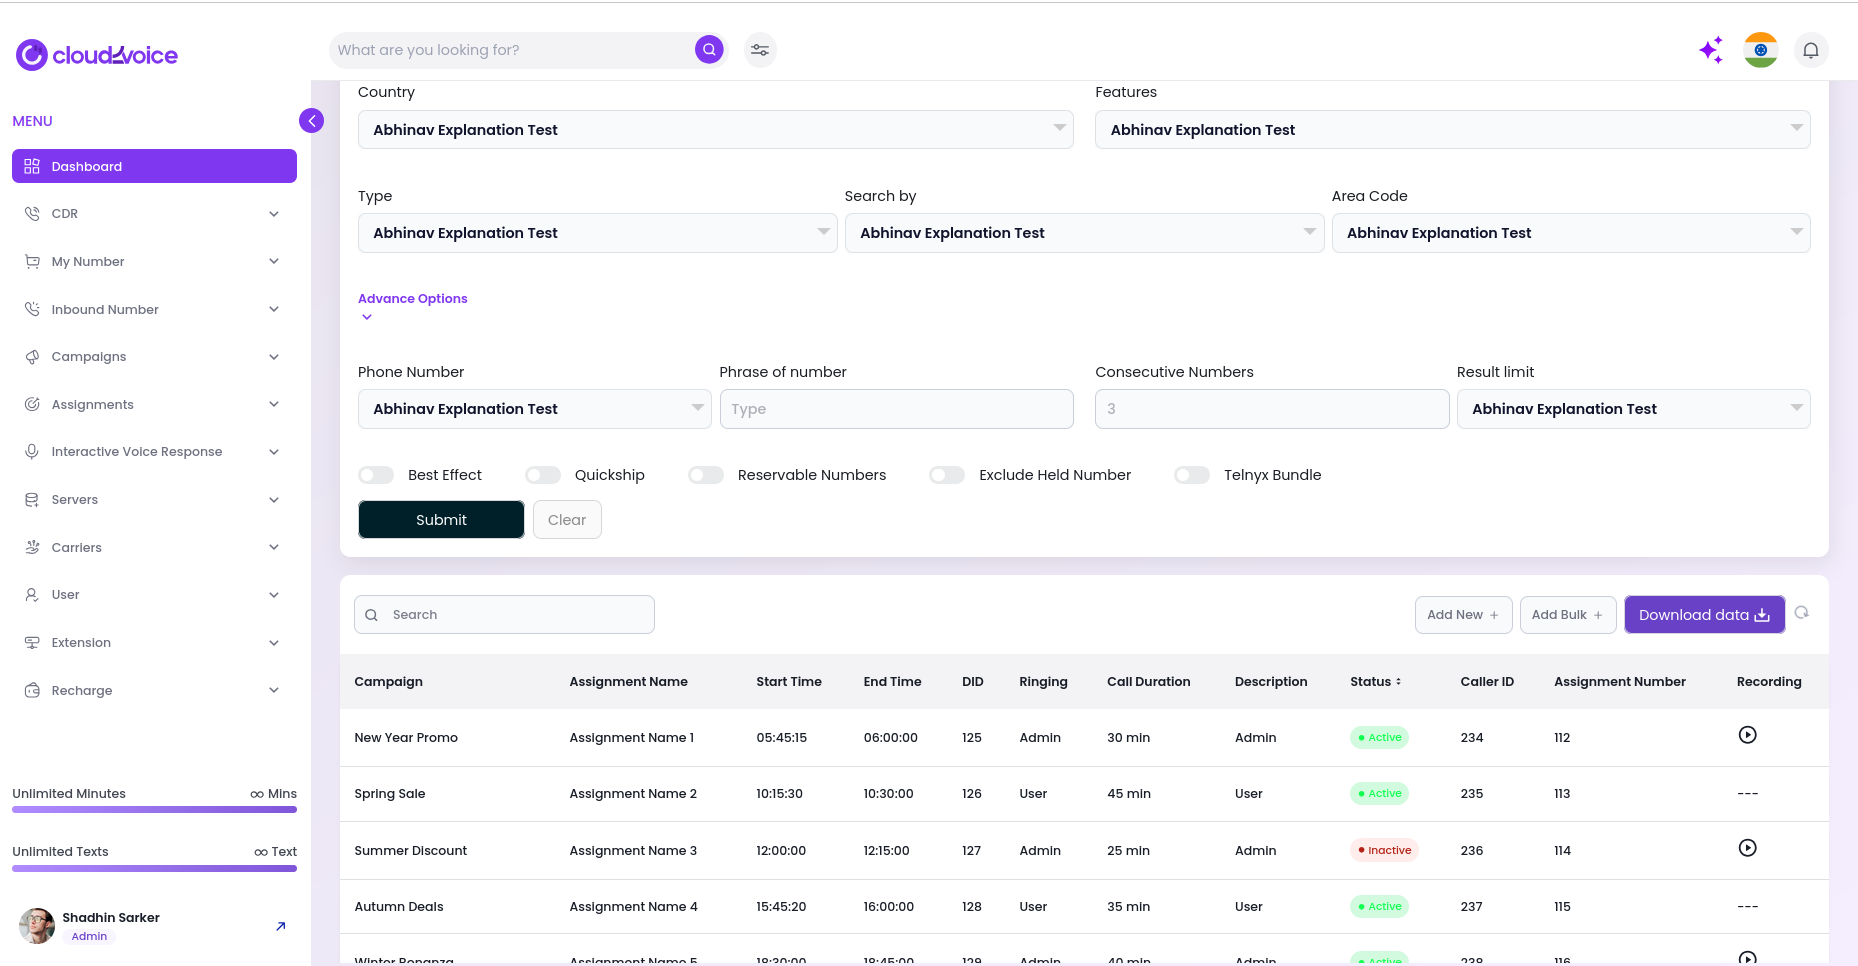 cloudevoice
What are you looking for?
MENU
Dashboard
CDR
My Number
Inbound Number
Campaigns
Assignments
Interactive Voice Response
Servers
Carriers
User
Extension
Recharge
Unlimited Minutes ∞ Mins
Unlimited Texts ∞ Text
Shadhin Sarker
Admin
Country Features
Abhinav Explanation Test Abhinav Explanation Test
Type Search by Area Code
Abhinav Explanation Test Abhinav Explanation Test Abhinav Explanation Test
Advance Options
Phone Number Phrase of number Consecutive Numbers Result limit
Abhinav Explanation Test Type 3 Abhinav Explanation Test
Best Effect Quickship Reservable Numbers Exclude Held Number Telnyx Bundle
Submit Clear
Search Add New + Add Bulk + Download data
Campaign Assignment Name Start Time End Time DID Ringing Call Duration Description Status Caller ID Assignment Number Recording
New Year Promo Assignment Name 1 05:45:15 06:00:00 125 Admin 30 min Admin Active 234 112
Spring Sale Assignment Name 2 10:15:30 10:30:00 126 User 45 min User Active 235 113 ---
Summer Discount Assignment Name 3 12:00:00 12:15:00 127 Admin 25 min Admin Inactive 236 114
Autumn Deals Assignment Name 4 15:45:20 16:00:00 128 User 35 min User Active 237 115 ---
Winter Bonanza Assignment Name 5 18:30:00 18:45:00 129 Admin 40 min Admin Active 238 116